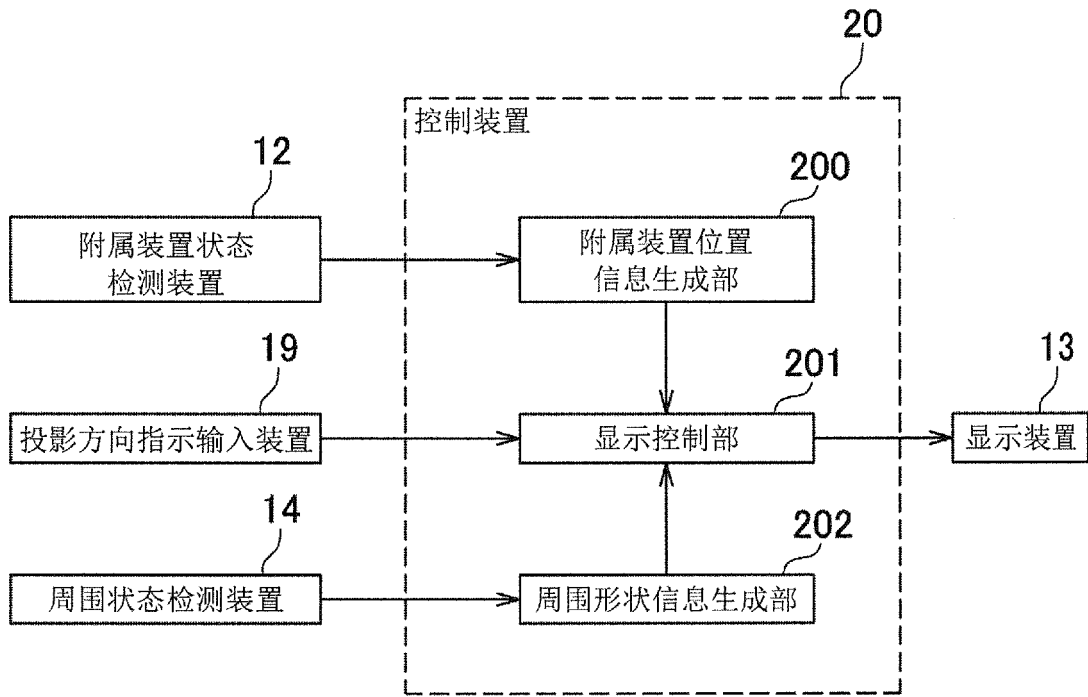 20
控制装置
12
200
附属装置状态
检测装置
附属装置位置
信息生成部
19
201
13
投影方向指示输入装置
显示控制部
显示装置
14
202
周围状态检测装置
周围形状信息生成部